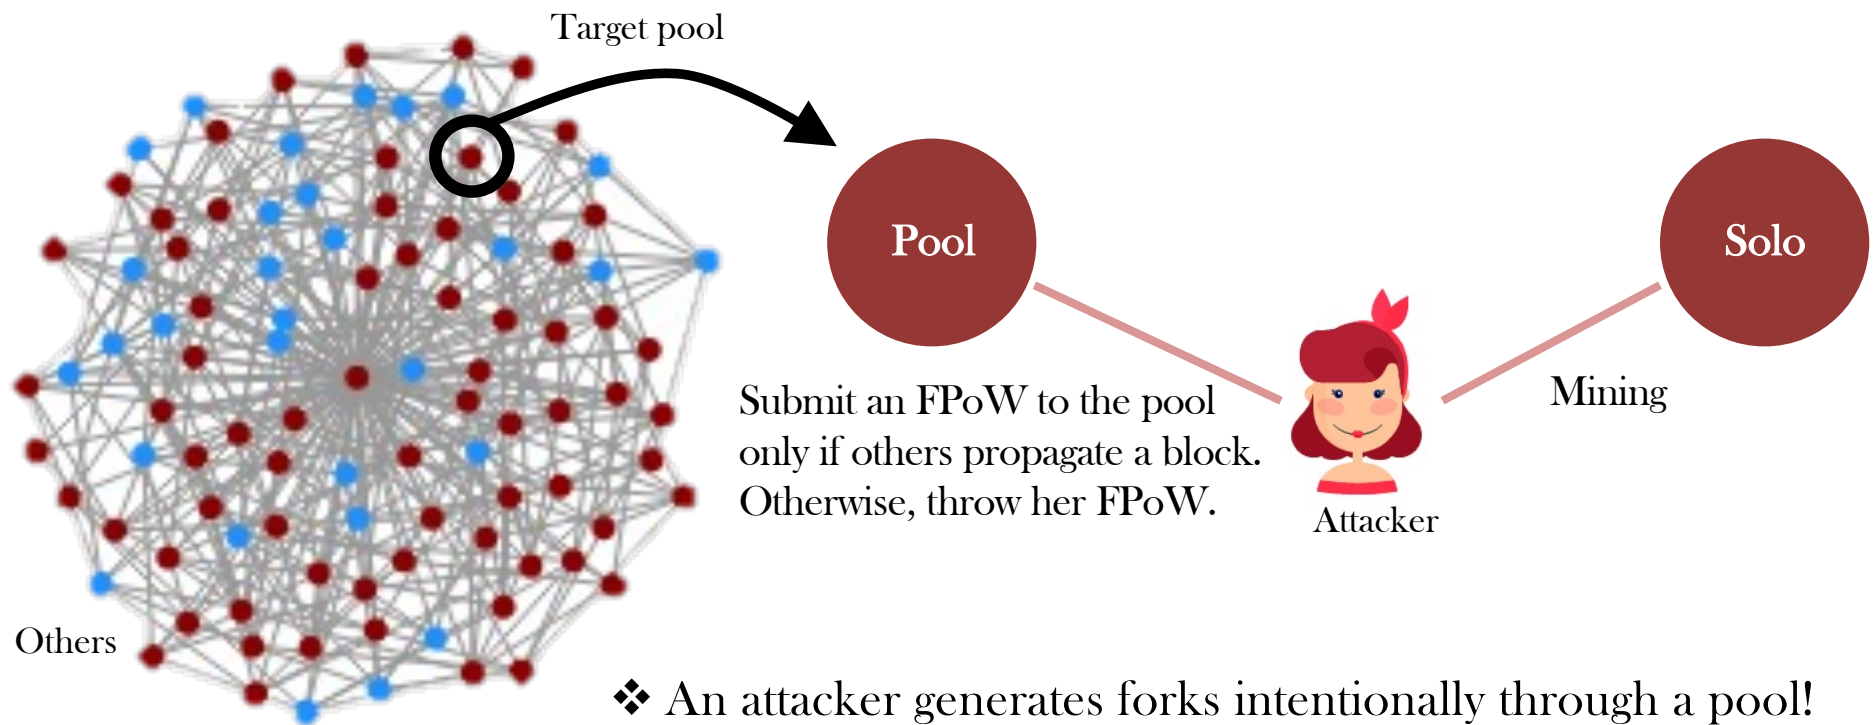 Target pool
Pool
Solo
Submit an FPoW to the pool
only if others propagate a block.
Otherwise, throw her FPoW.
Mining
Attacker
Others
❖ An attacker generates forks intentionally through a pool!